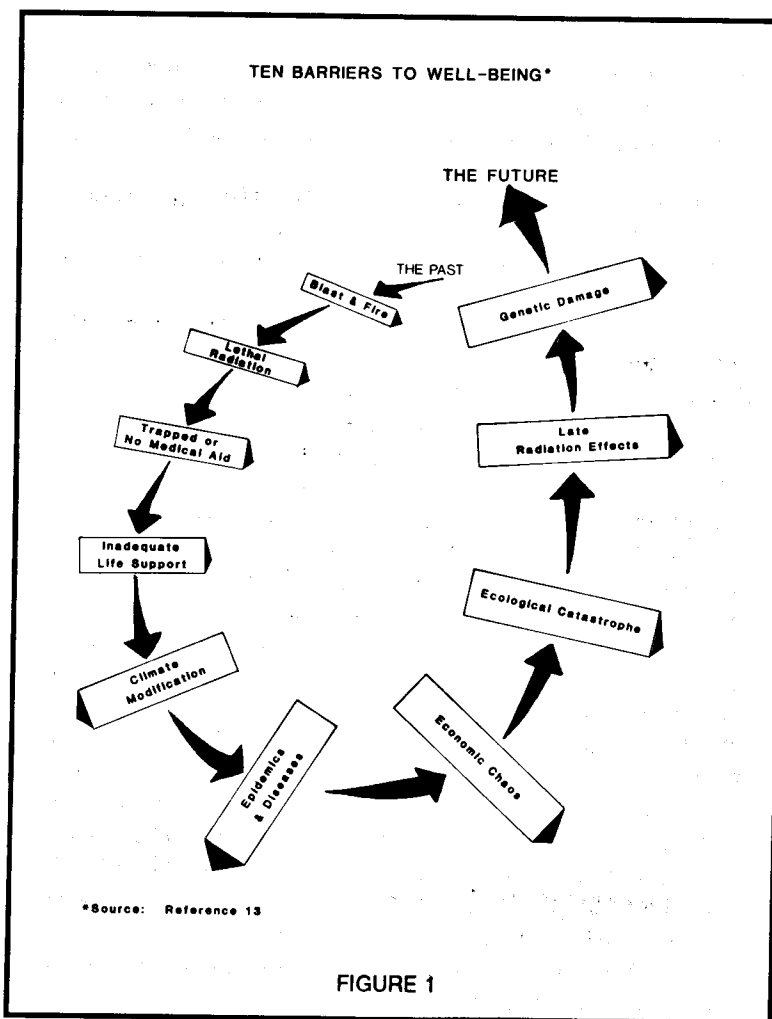 TEN BARRIERS TO WELL-BEING*
THE FUTURE
THE PAST
Blast & Fire
Lethal
Radiation
Trapped or
No Medical Aid
Inadequate
Life Support
Climate
Modification
Epidemics
& Diseases
Economic Chaos
Ecological Catastrophe
Late
Radiation Effects
Genetic Damage
*Source: Reference 13
FIGURE 1